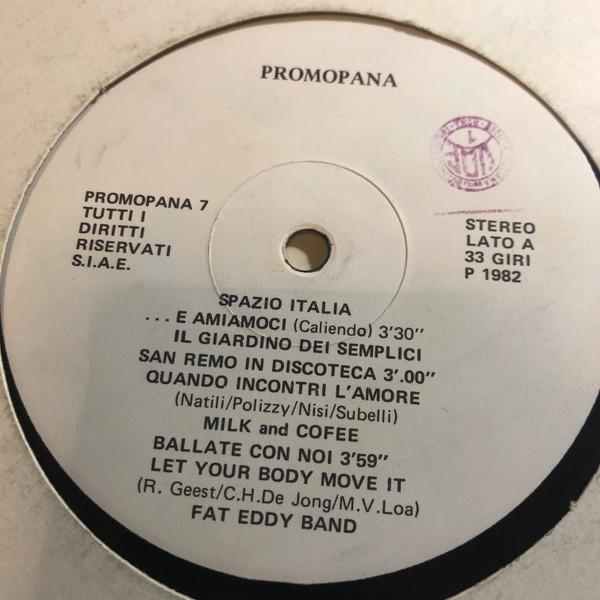 PROMOPANA
PROMOPANA 7
TUTTI I
DIRITTI
RISERVATI
S.I.A.E.
STEREO
LATO A
33 GIRI
P 1982
SPAZIO ITALIA
...E AMIAMOCI (Caliendo) 3'30"
IL GIARDINO DEI SEMPLICI
SAN REMO IN DISCOTECA 3'.00"
QUANDO INCONTRI L'AMORE
(Natili/Polizzy/Nisi/Subelli)
MILK and COFEE
BALLATE CON NOI 3'59"
LET YOUR BODY MOVE IT
(R. Geest/C.H.De Jong/M.V.Loa)
FAT EDDY BAND